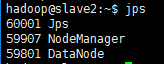 hadoop@slave2:~$ jps
60001 Jps
59907 NodeManager
59801 DataNode